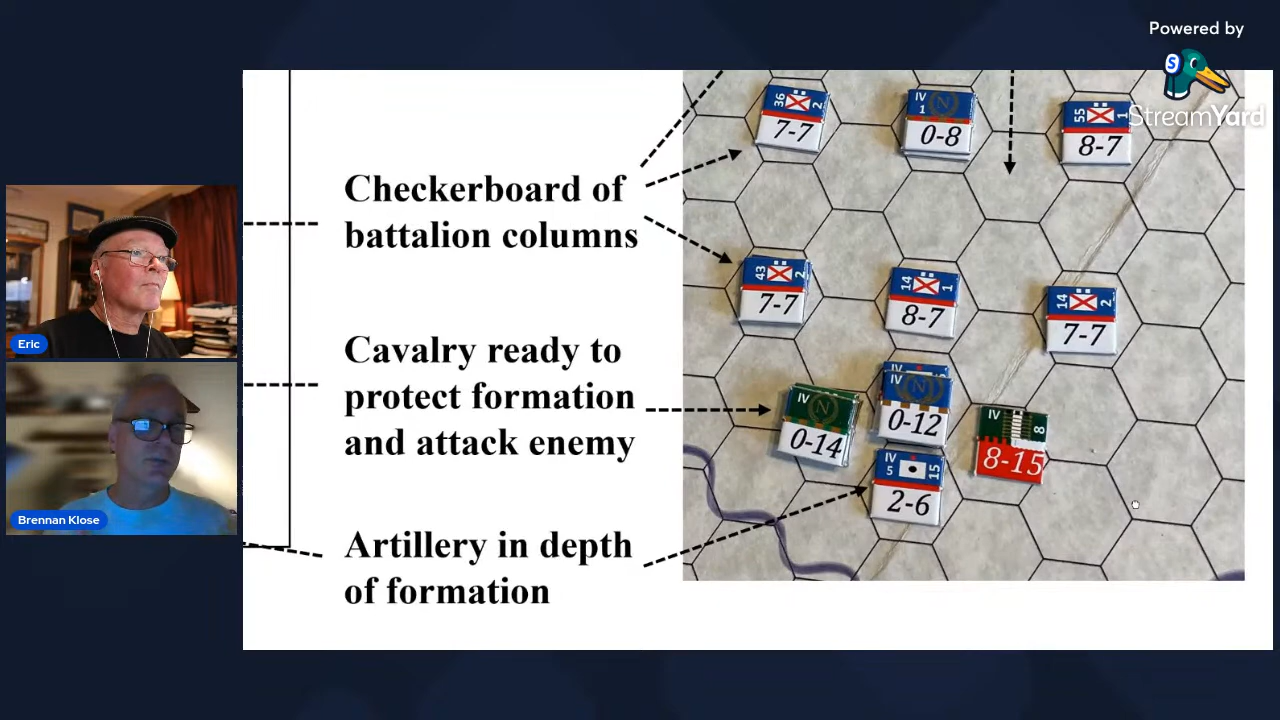 Powered by
S
StreamYard
36
2
7-7
IV
1
N
0-8
55
1
8-7
Checkerboard of
battalion columns
43
2
7-7
14
1
8-7
14
2
7-7
Eric
Cavalry ready to
protect formation
and attack enemy
IV
N
0-14
IV
N
0-12
IV
8
8-15
IV
5
15
2-6
Brennan Klose
Artillery in depth
of formation